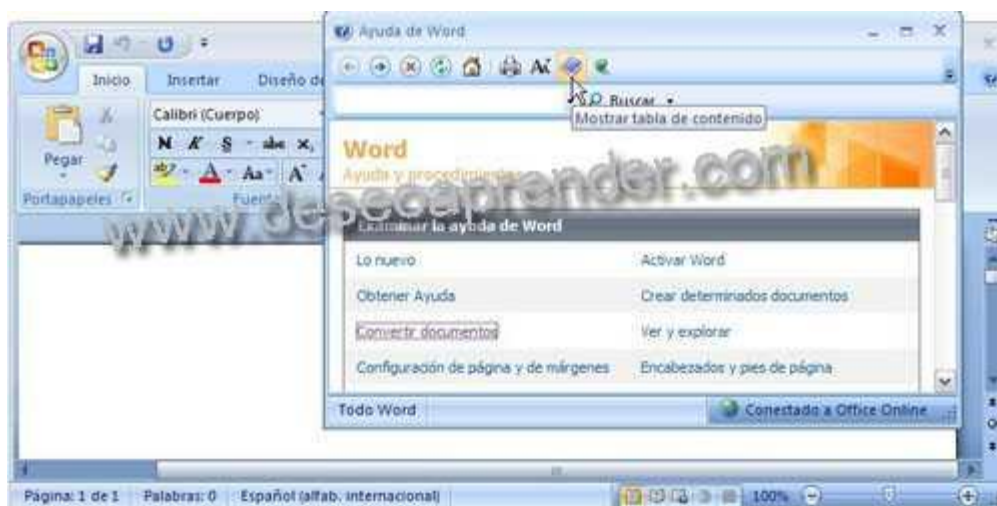 Ayuda de Word
Inicio Insertar Diseño de
Buscar
Mostrar tabla de contenido
Calibri (Cuerpo)
N K S abc x,
Pegar
Aa A
Portapapeles
Word
Ayuda y procedimientos
www.deseoaprender.com
Examinar la ayuda de Word
Lo nuevo Activar Word
Obtener Ayuda Crear determinados documentos
Convertir documentos Ver y explorar
Configuración de página y de márgenes Encabezados y pies de página
Todo Word Conectado a Office Online
Página: 1 de 1 Palabras: 0 Español (alfab. internacional) 100%